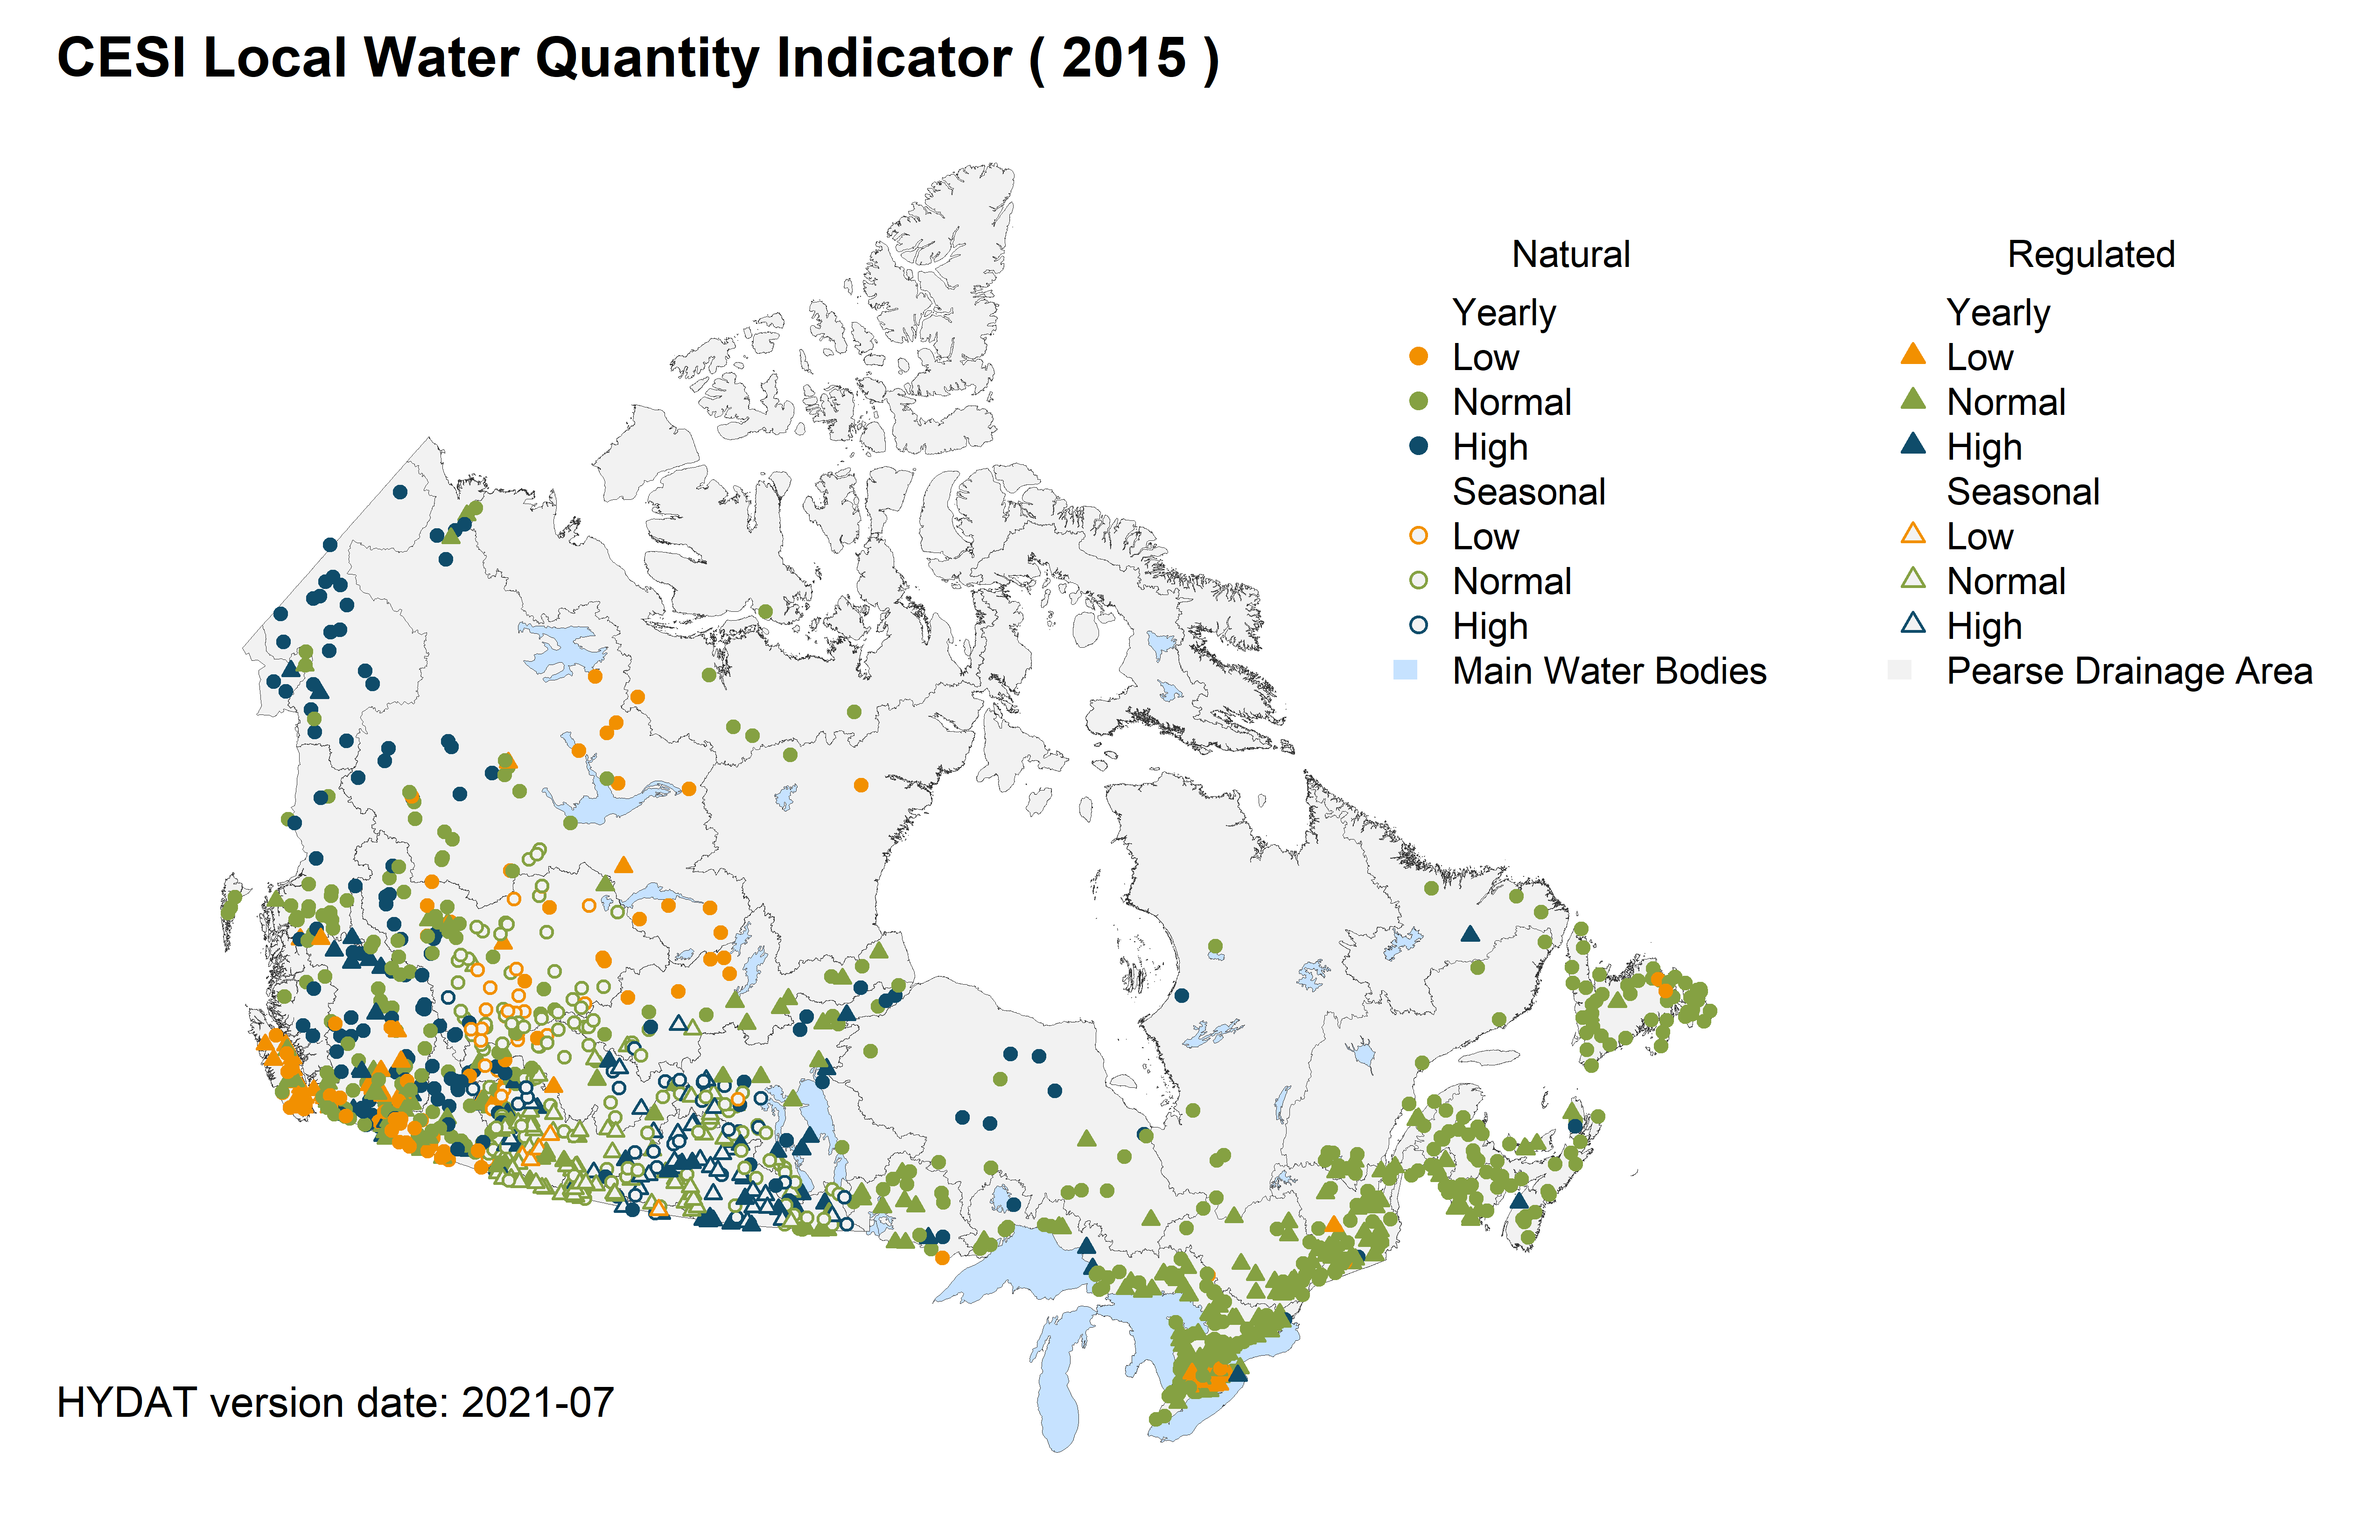 CESI Local Water Quantity Indicator ( 2015 )
Natural
Yearly
Low
Normal
High
Seasonal
Low
Normal
High
Main Water Bodies
Regulated
Yearly
Low
Normal
High
Seasonal
Low
Normal
High
Pearse Drainage Area
HYDAT version date: 2021-07